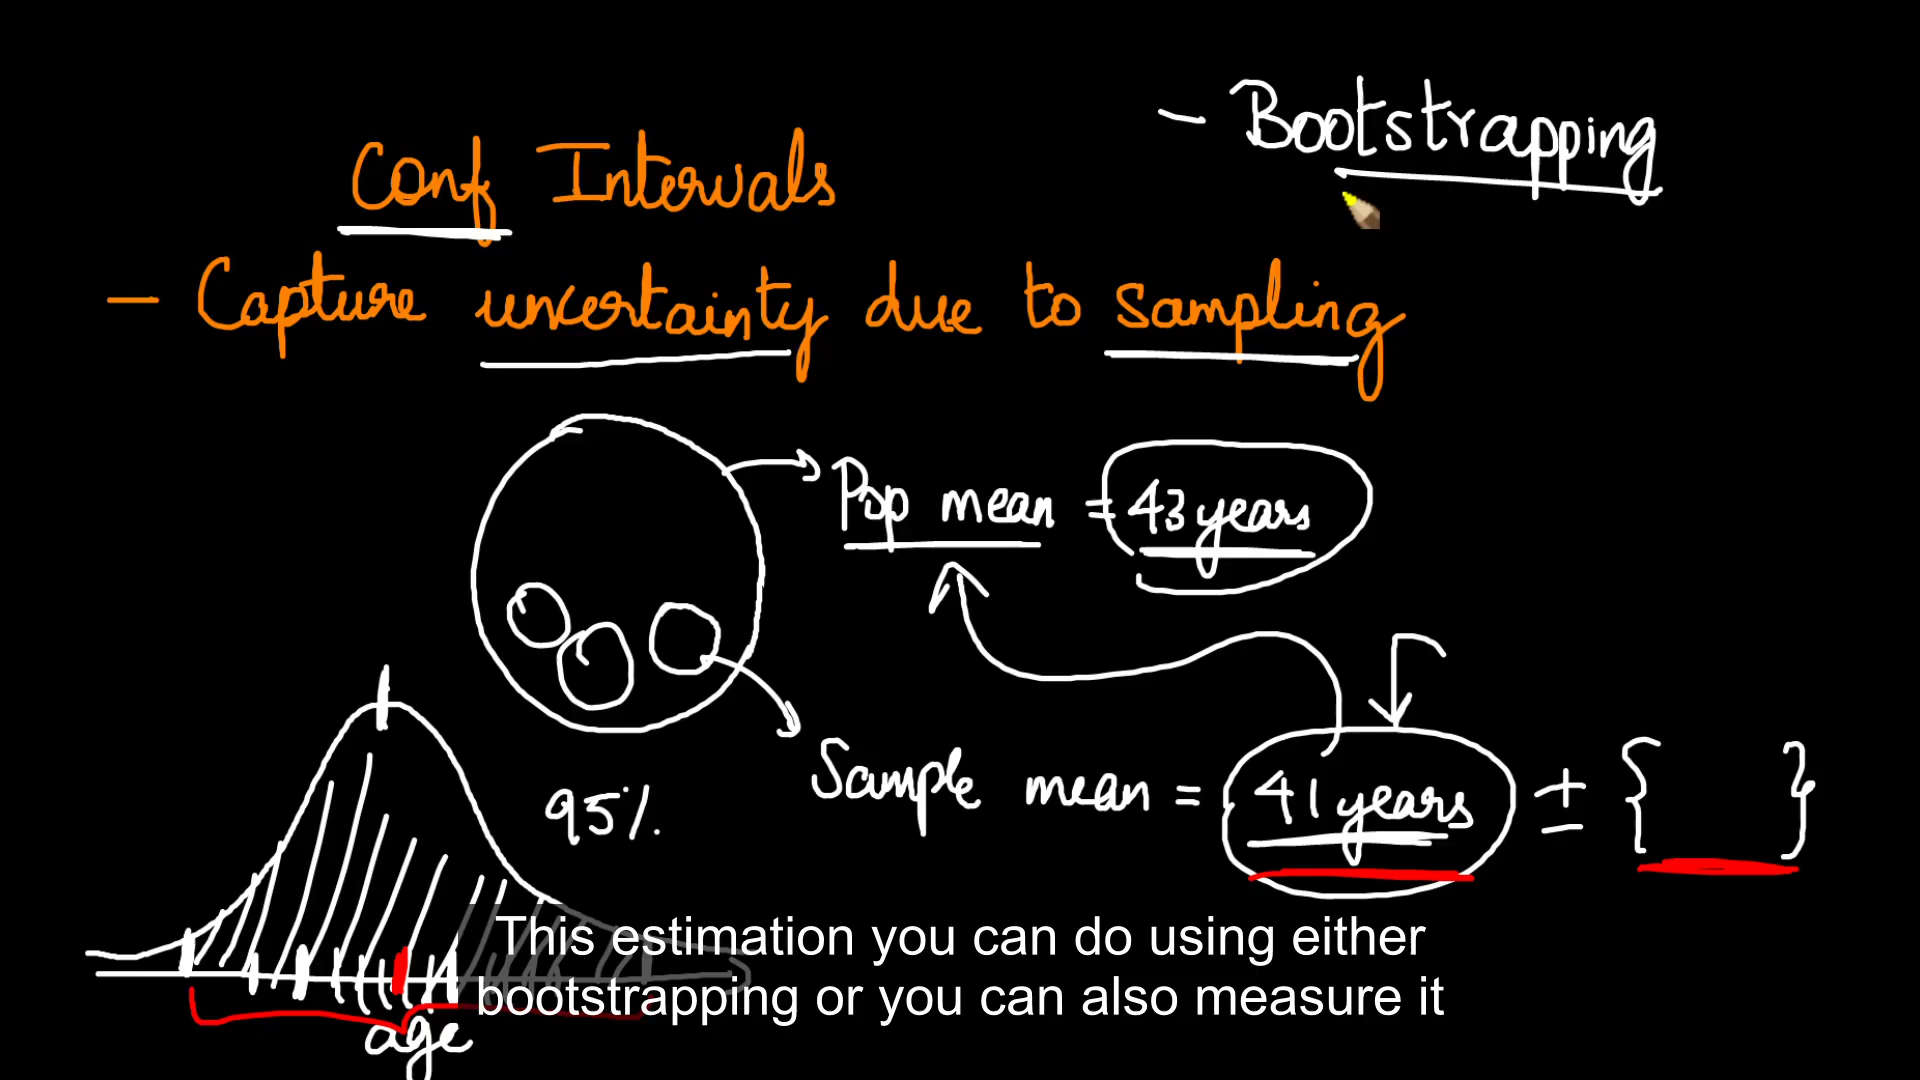 - Bootstrapping
Conf Intervals
- Capture uncertainty due to sampling
Pop mean = 43 years
Sample mean = 41 years ± { }
95%.
age
This estimation you can do using either
bootstrapping or you can also measure it